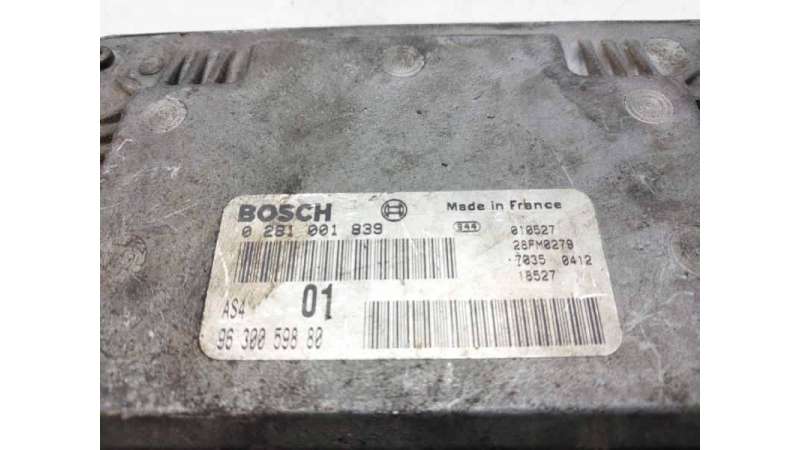 BOSCH Made in France
0 281 001 839 944 010527
28FM0279
7035 0412
18527
AS4 01
96 300 598 80